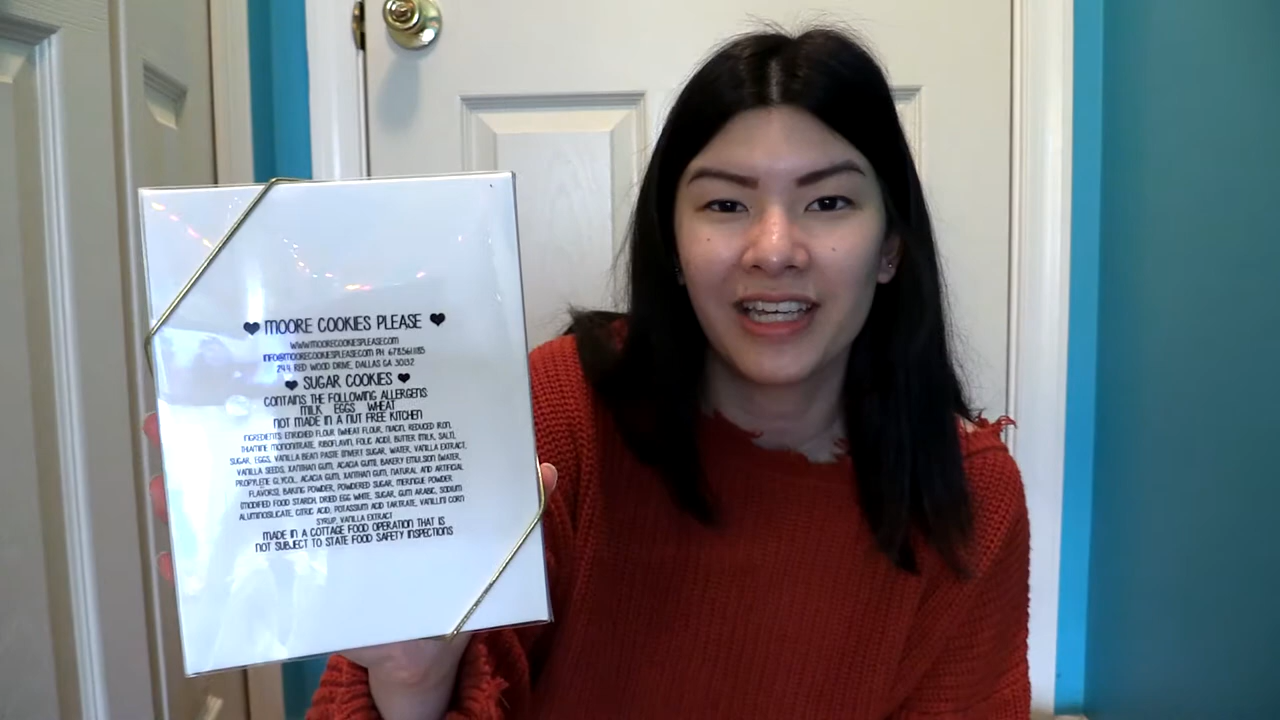 MOORE COOKIES PLEASE
WWW.MOORECOOKIESPLEASE.COM
INFO@MOORECOOKIESPLEASE.COM PH:
244 RED WOOD DRIVE, DALLAS GA 30132
SUGAR COOKIES
CONTAINS THE FOLLOWING ALLERGENS
MILK EGGS WHEAT
NOT MADE IN A NUT FREE KITCHEN
INGREDIENTS: ENRICHED FLOUR (WHEAT FLOUR, NIACIN, REDUCED IRON,
THIAMINE MONONITRATE, RIBOFLAVIN, FOLIC ACID), BUTTER (MILK, SALT),
SUGAR, EGGS, VANILLA BEAN PASTE (INVERT SUGAR, WATER, VANILLA EXTRACT,
VANILLA SEEDS, XANTHAN GUM, ACACIA GUM), BAKERY EMULSION (WATER,
PROPYLENE GLYCOL, ACACIA GUM, XANTHAN GUM, NATURAL AND ARTIFICIAL
FLAVORS), BAKING POWDER, POWDERED SUGAR, MERINGUE POWDER
(MODIFIED FOOD STARCH, DRIED EGG WHITE, SUGAR, GUM ARABIC, SODIUM
ALUMINOSILICATE, CITRIC ACID, POTASSIUM ACID TARTRATE, VANILLIN) CORN
SYRUP, VANILLA EXTRACT
MADE IN A COTTAGE FOOD OPERATION THAT IS
NOT SUBJECT TO STATE FOOD SAFETY INSPECTIONS